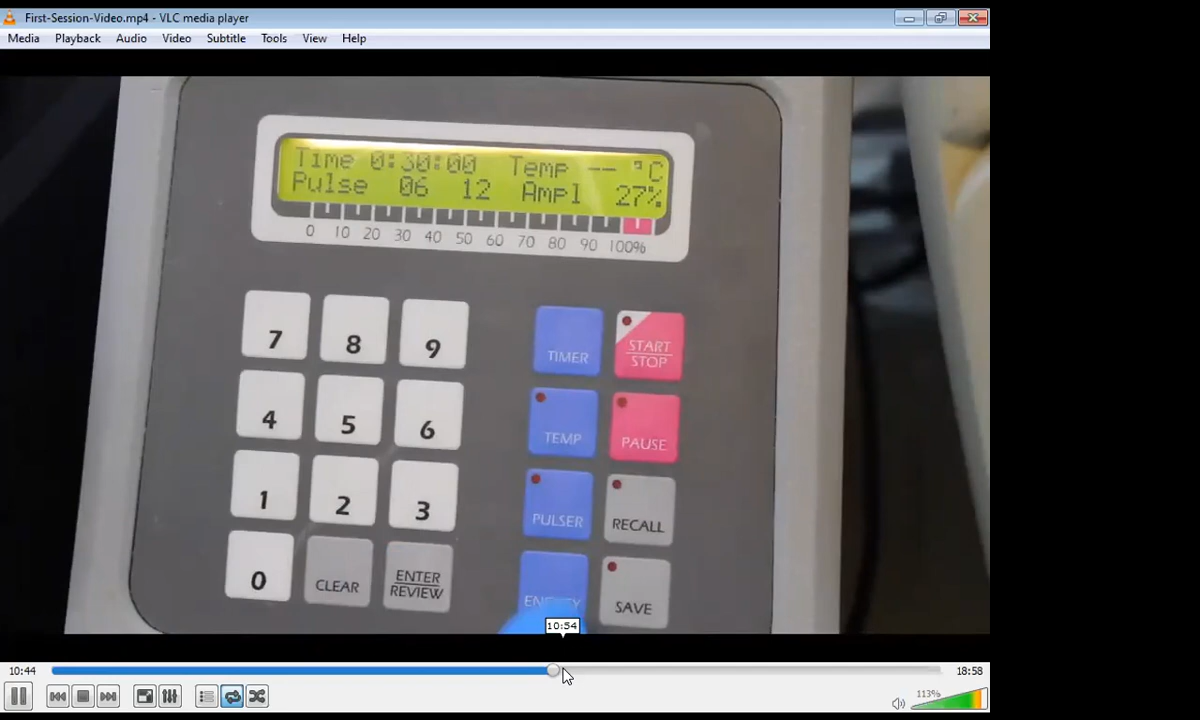 First-Session-Video.mp4 - VLC media player
Media Playback Audio Video Subtitle Tools View Help
Time 0:30:00 Temp -- °C
Pulse 06 12 Ampl 27%
0 10 20 30 40 50 60 70 80 90 100%
7 8 9 TIMER START/STOP
4 5 6 TEMP PAUSE
1 2 3 PULSER RECALL
0 CLEAR ENTER/REVIEW SAVE
10:54
10:44 18:58
113%